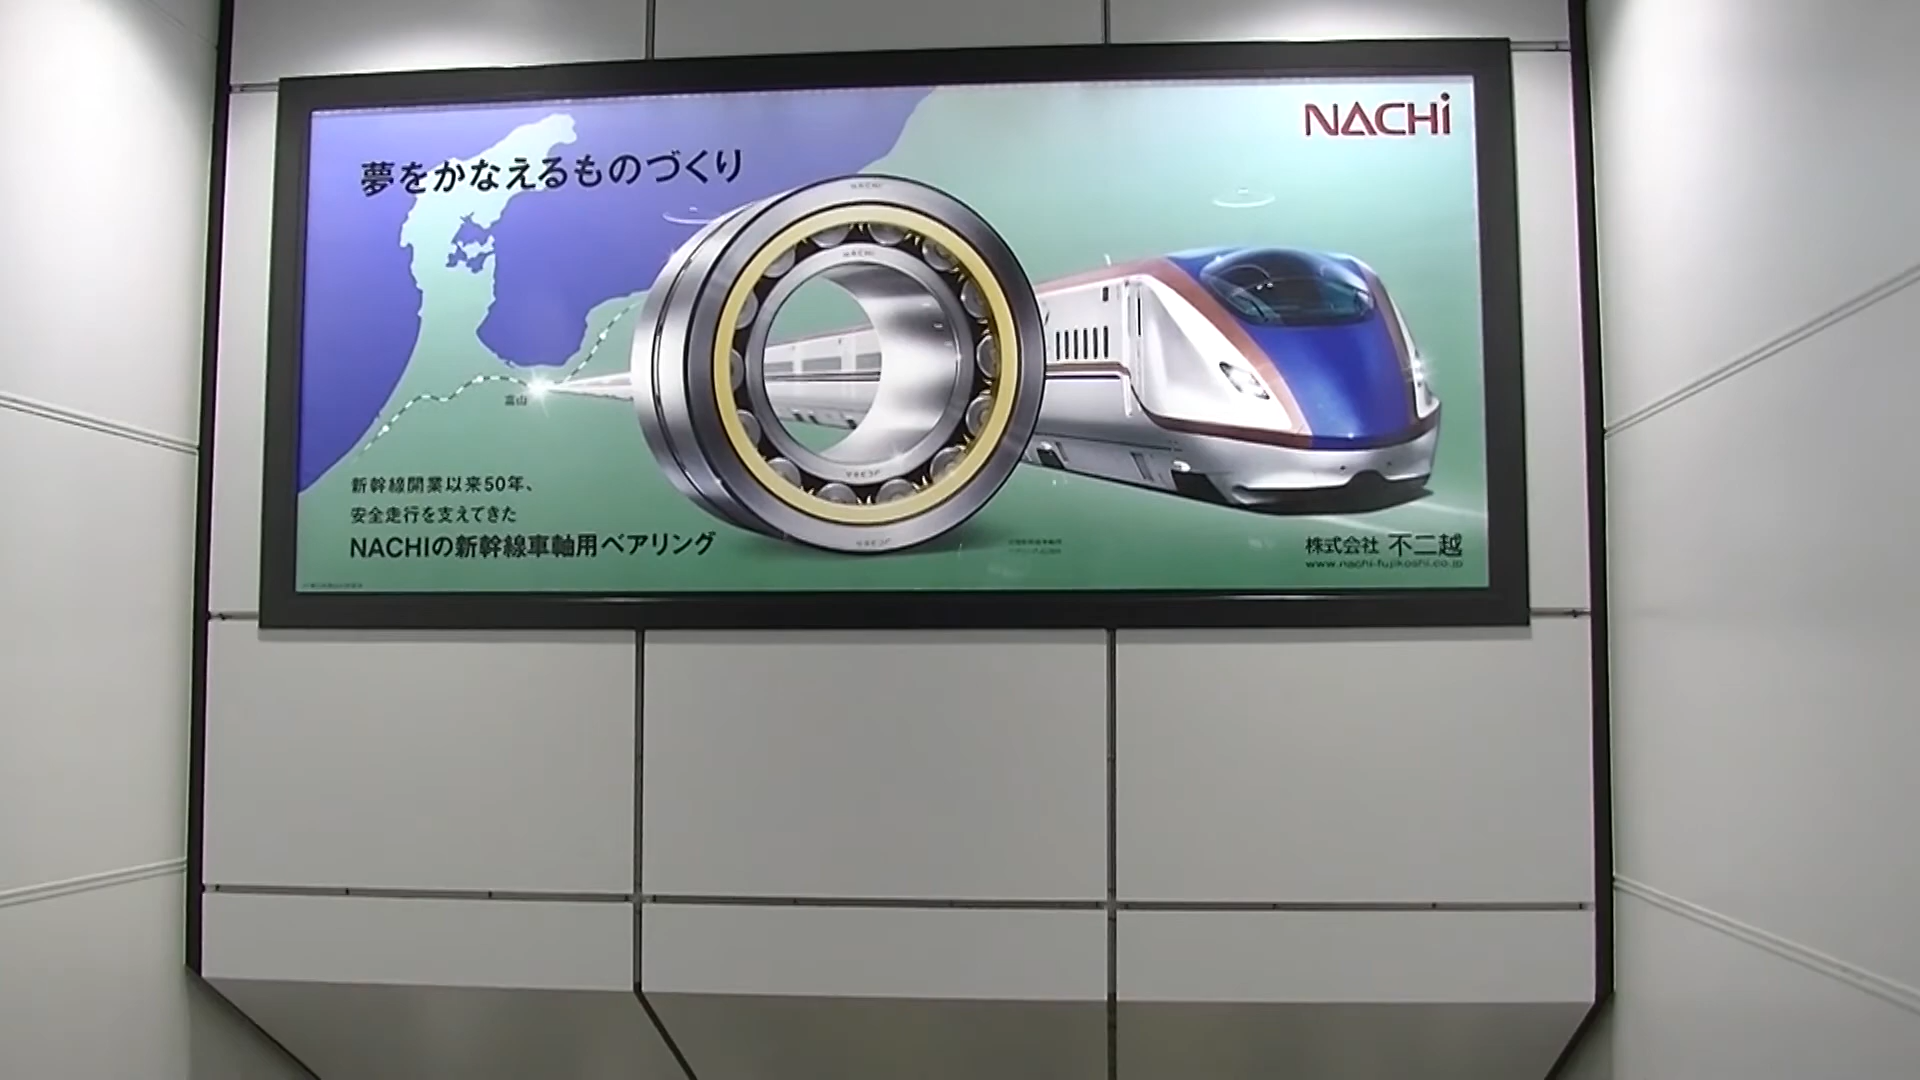 夢をかなえるものづくり
NACHI
NACHI
NACHI
富山
新幹線開業以来50年、
安全走行を支えてきた
NACHIの新幹線車軸用ベアリング
株式会社 不二越
www.nachi-fujikoshi.co.jp